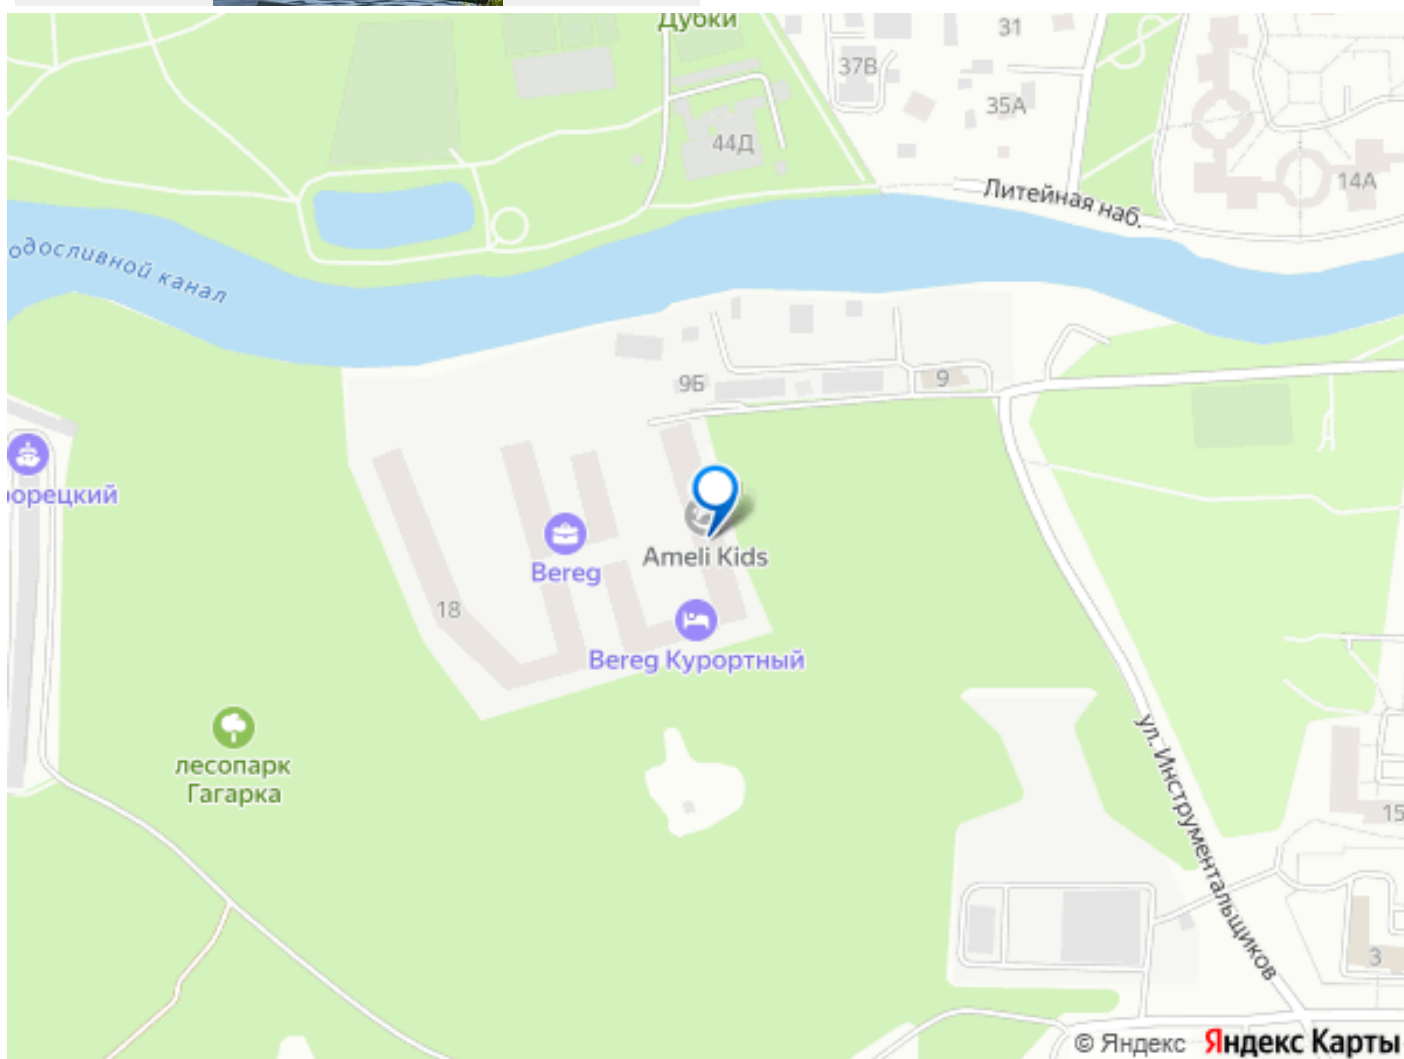 Дубки
31
37В
35А
44Д
14А
Литейная наб.
одосливной канал
9Б
9
рорецкий
Ameli Kids
Bereg
18
Bereg Курортный
лесопарк
Гагарка
ул. Инструментальщиков
15
3
© Яндекс Яндекс Карты